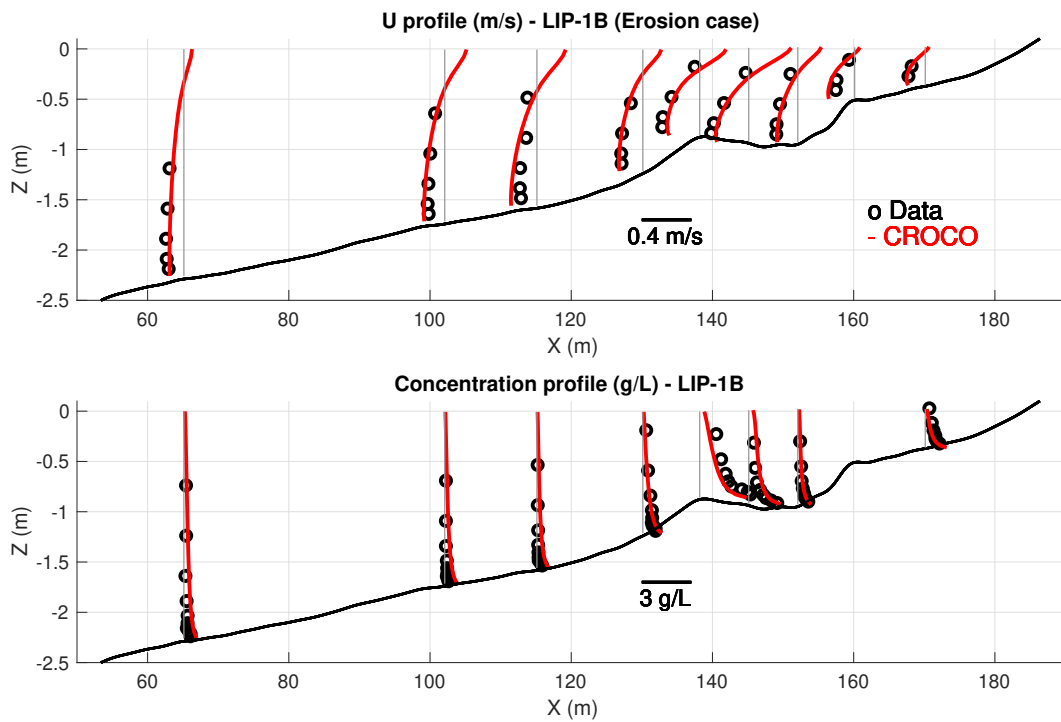 U profile (m/s) - LIP-1B (Erosion case)
0
-0.5
-1
-1.5
-2
-2.5
Z (m)
0.4 m/s
o Data
- CROCO
60 80 100 120 140 160 180
X (m)
Concentration profile (g/L) - LIP-1B
0
-0.5
-1
-1.5
-2
-2.5
Z (m)
3 g/L
60 80 100 120 140 160 180
X (m)